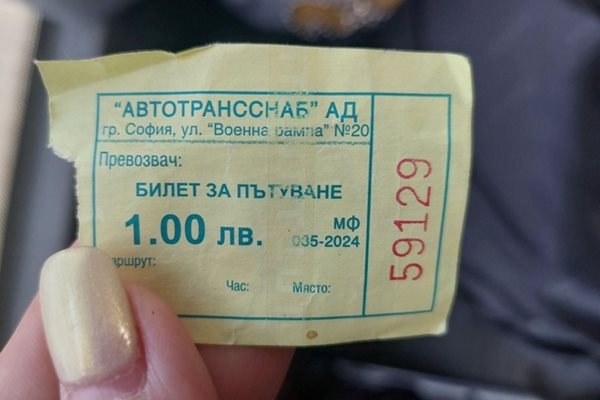 "АВТОТРАНССНАБ" АД
гр. София, ул. "Военна рампа" №20
Превозвач:
БИЛЕТ ЗА ПЪТУВАНЕ
1.00 лв.
МФ
035-2024
аршрут:
Час: Място:
59129